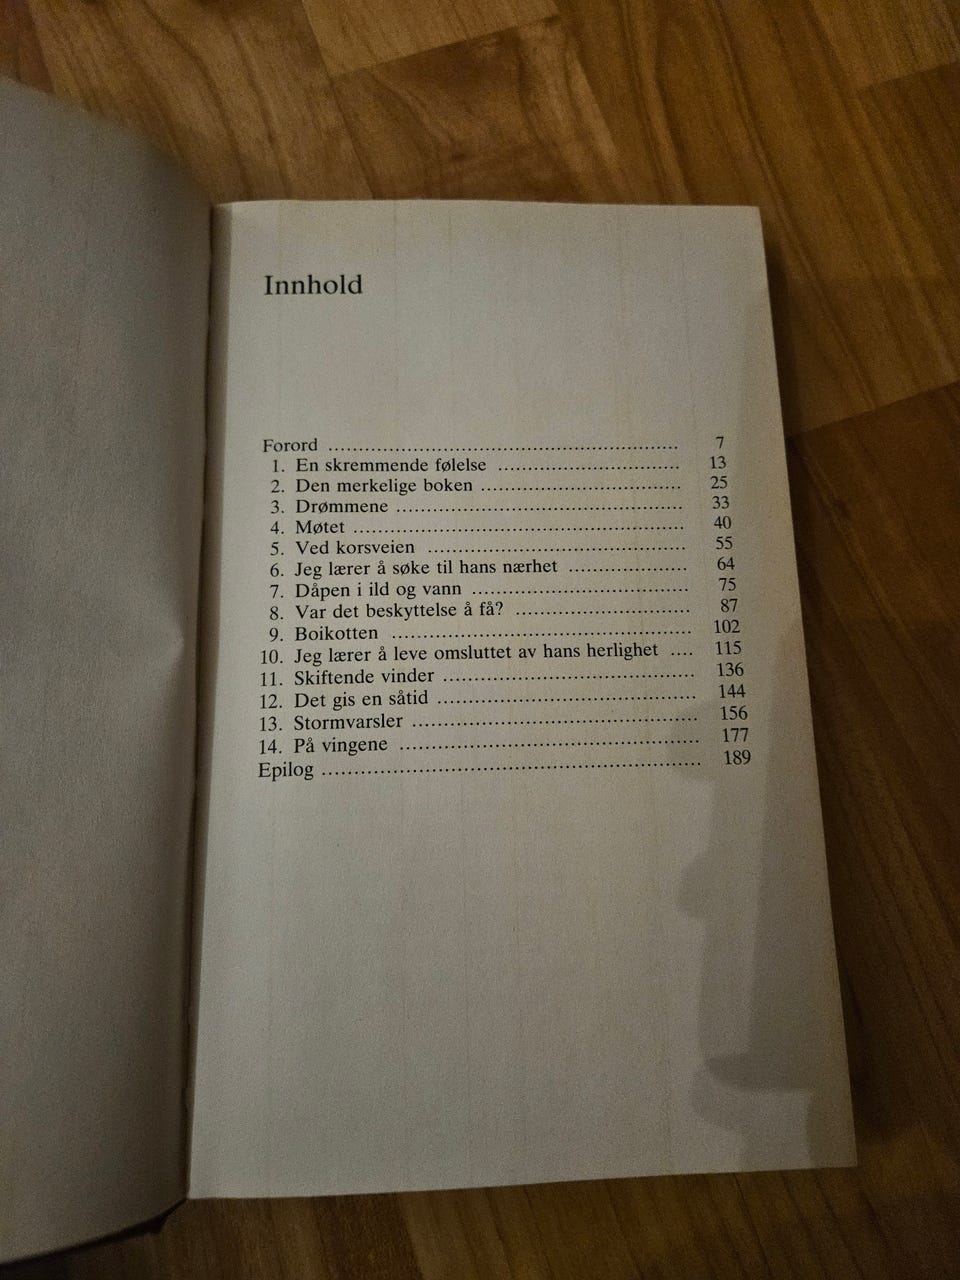 Innhold
Forord ........................................................... 7
1. En skremmende følelse ............................... 13
2. Den merkelige boken .................................. 25
3. Drømmene ................................................ 33
4. Møtet ........................................................ 40
5. Ved korsveien ............................................ 55
6. Jeg lærer å søke til hans nærhet .................... 64
7. Dåpen i ild og vann ..................................... 75
8. Var det beskyttelse å få? .............................. 87
9. Boikotten .................................................. 102
10. Jeg lærer å leve omsluttet av hans herlighet .... 115
11. Skiftende vinder .......................................... 136
12. Det gis en såtid ........................................... 144
13. Stormvarsler ................................................ 156
14. På vingene .................................................. 177
Epilog ................................................................ 189